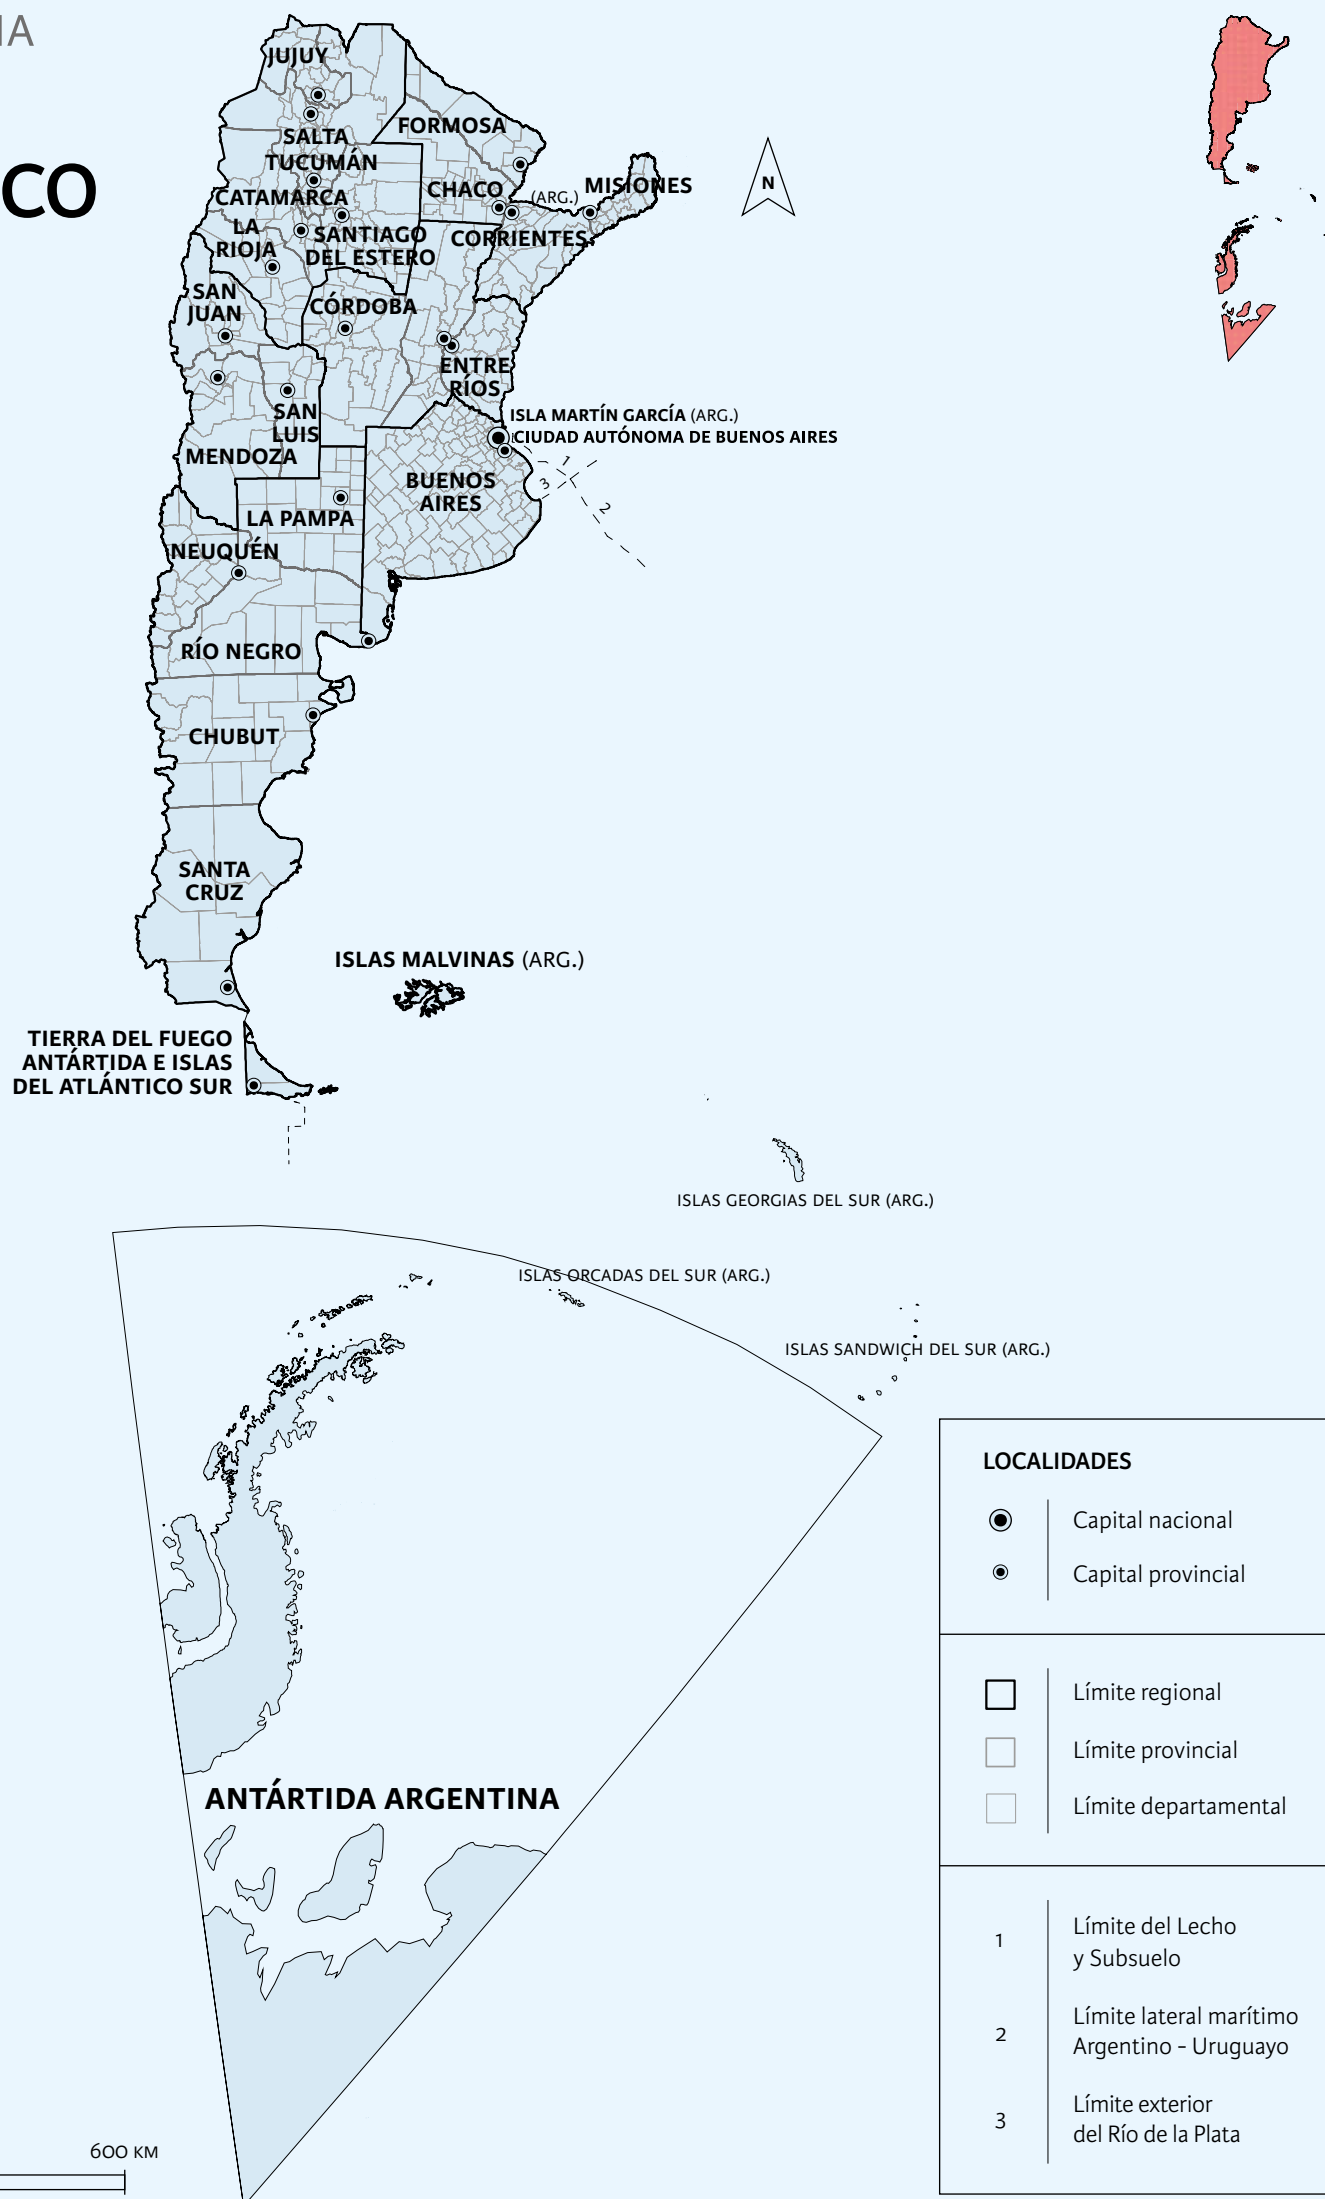 IA
CO
JUJUY
FORMOSA
SALTA
TUCUMÁN
CATAMARCA
CHACO
(ARG.)
MISIONES
LA
RIOJA
SANTIAGO
DEL ESTERO
CORRIENTES
SAN
JUAN
CÓRDOBA
ENTRE
RÍOS
SAN
LUIS
MENDOZA
ISLA MARTÍN GARCÍA (ARG.)
CIUDAD AUTÓNOMA DE BUENOS AIRES
BUENOS
AIRES
1
3
2
N
LA PAMPA
NEUQUÉN
RÍO NEGRO
CHUBUT
SANTA
CRUZ
ISLAS MALVINAS (ARG.)
TIERRA DEL FUEGO
ANTÁRTIDA E ISLAS
DEL ATLÁNTICO SUR
ISLAS GEORGIAS DEL SUR (ARG.)
ISLAS ORCADAS DEL SUR (ARG.)
ISLAS SANDWICH DEL SUR (ARG.)
ANTÁRTIDA ARGENTINA
600 KM
LOCALIDADES
Capital nacional
Capital provincial
Límite regional
Límite provincial
Límite departamental
1 Límite del Lecho
y Subsuelo
2 Límite lateral marítimo
Argentino - Uruguayo
3 Límite exterior
del Río de la Plata